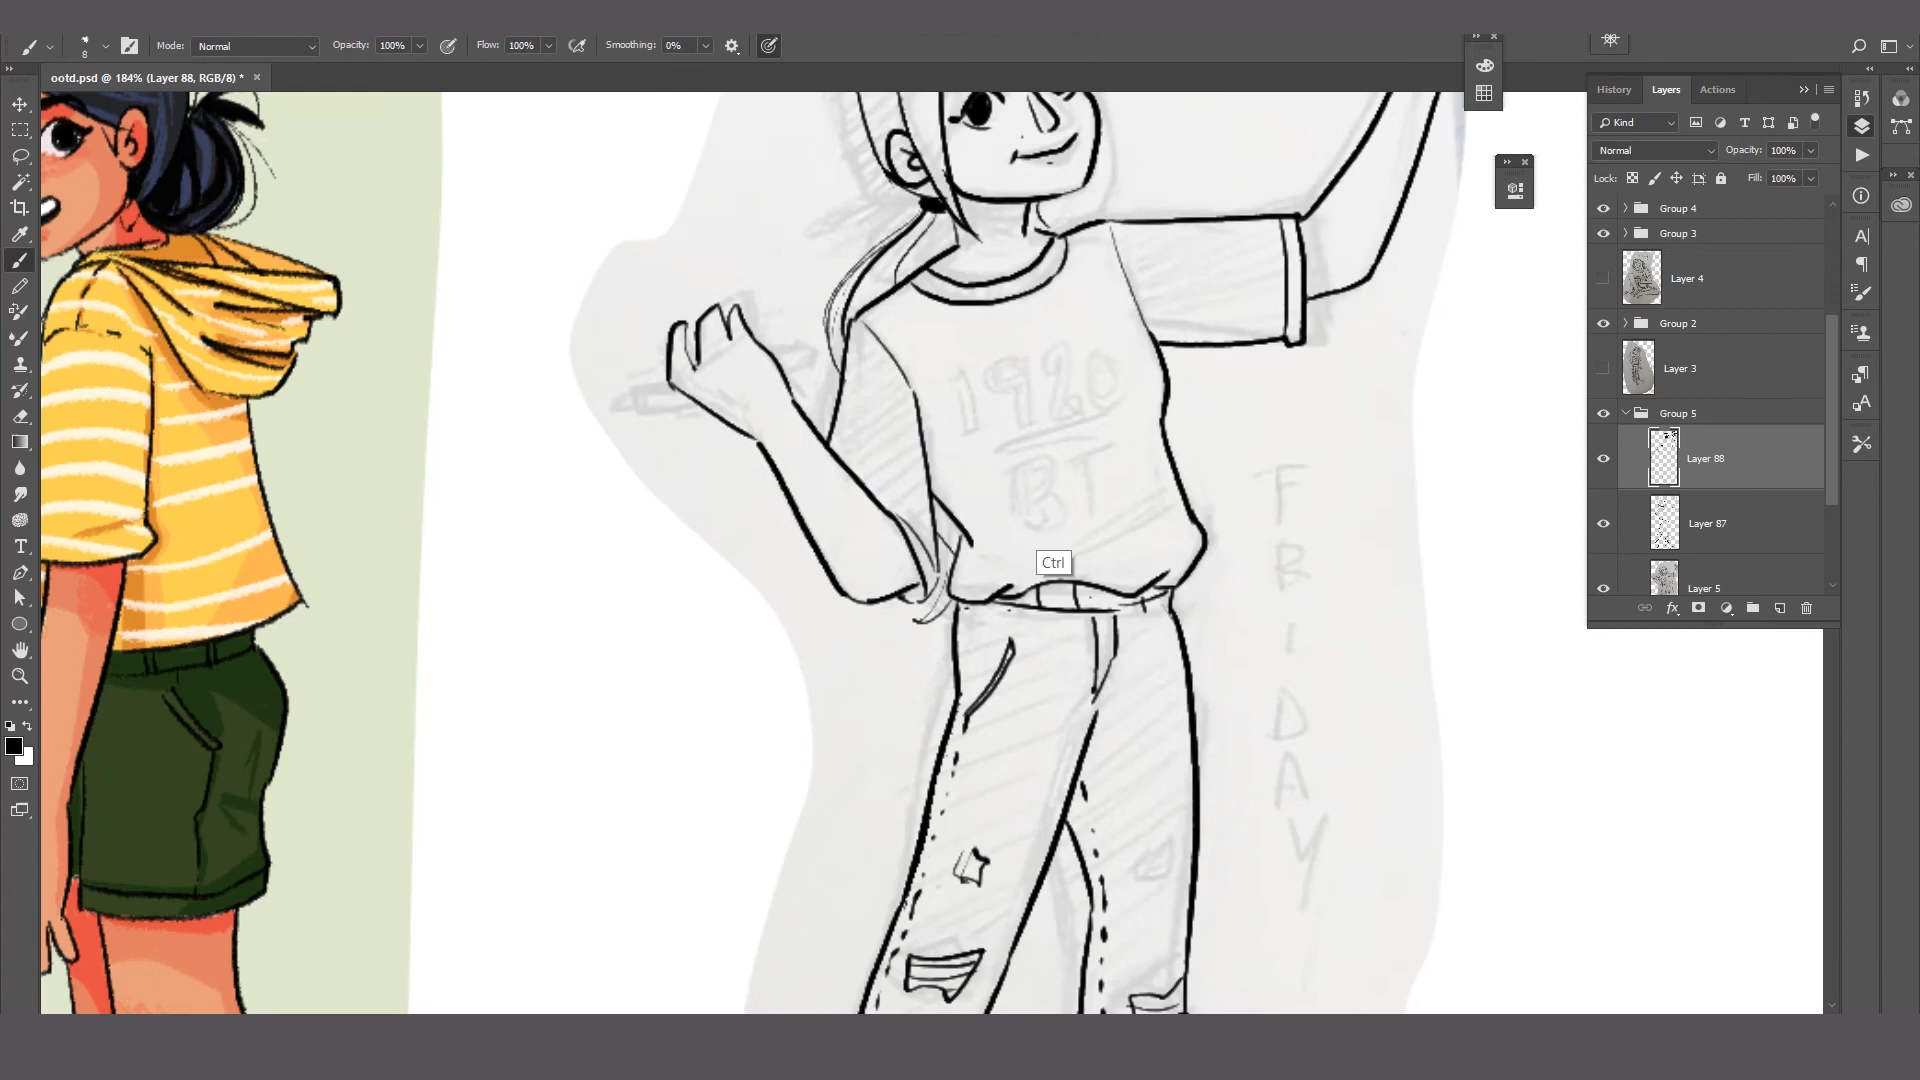 8
Mode: Normal
Opacity: 100%
Flow: 100%
Smoothing: 0%
ootd.psd @ 184% (Layer 88, RGB/8) *
History
Layers
Actions
Kind
Normal
Opacity: 100%
Lock:
Fill: 100%
Group 4
Group 3
Layer 4
Group 2
Layer 3
Group 5
Layer 88
Layer 87
Layer 5
fx
1920
BT
Ctrl
FRIDAY